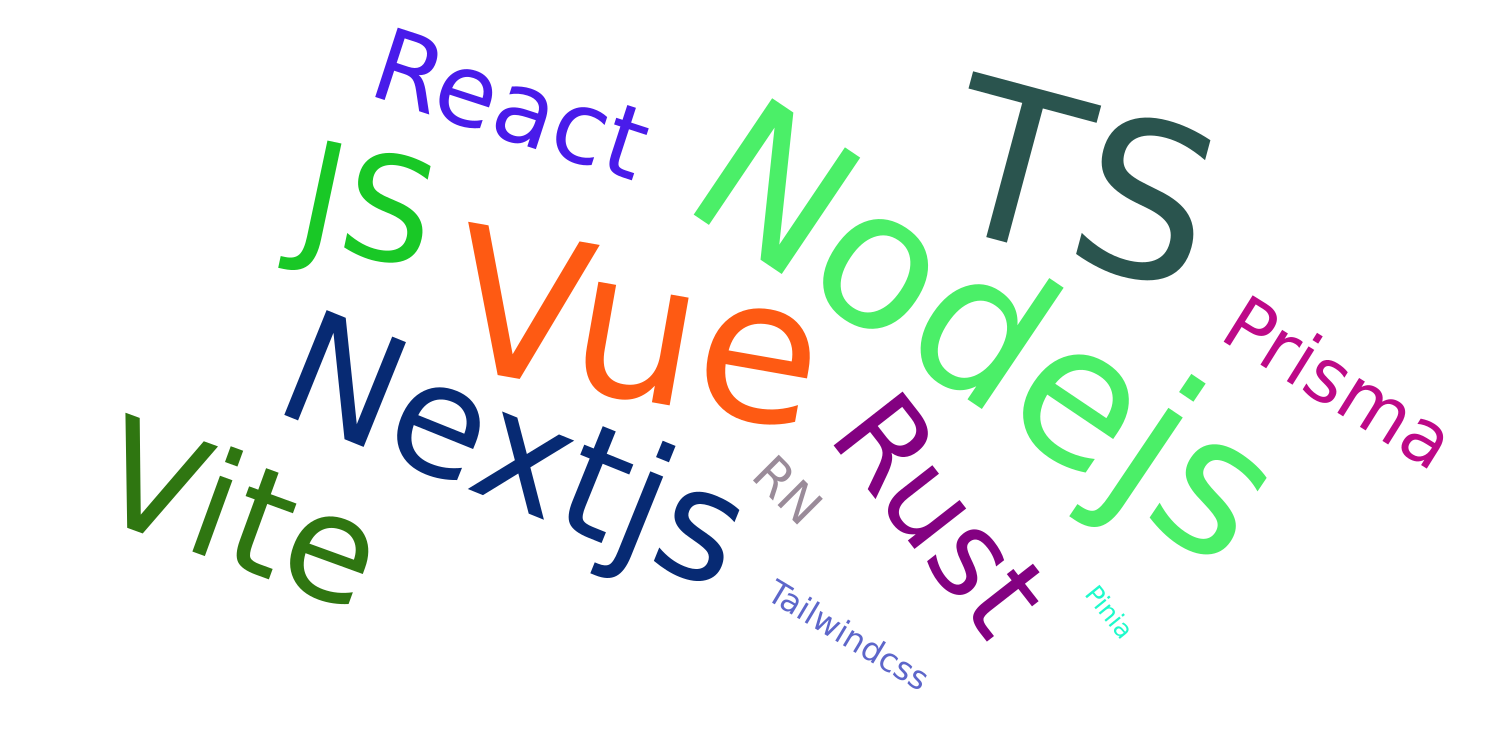 React
TS
JS
Nodejs
Vue
Prisma
Nextjs
Rust
Vite
RN
Tailwindcss
Pinia